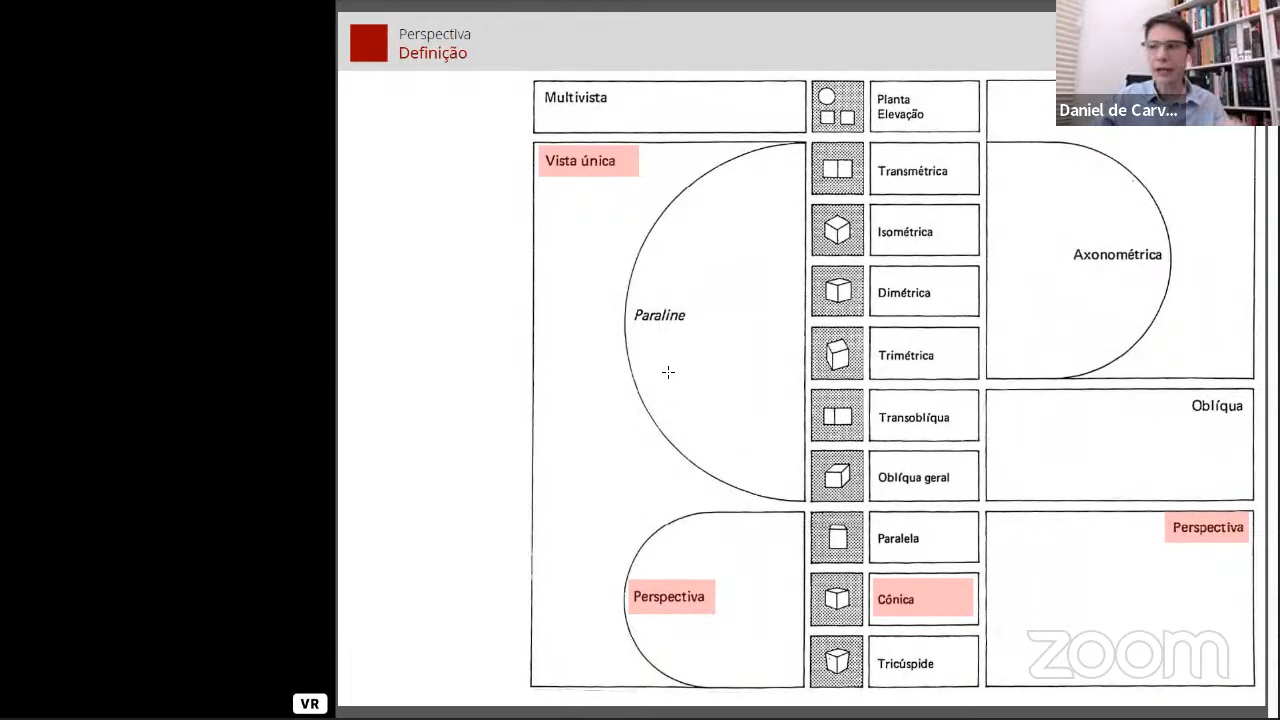 Perspectiva
Definição
Daniel de Carv...
Multivista
Planta
Elevação
Vista única
Transmétrica
Isométrica
Axonométrica
Dimétrica
Paraline
Trimétrica
Oblíqua
Transoblíqua
Oblíqua geral
Perspectiva
Paralela
Perspectiva
Cônica
Tricúspide
zoom
VR